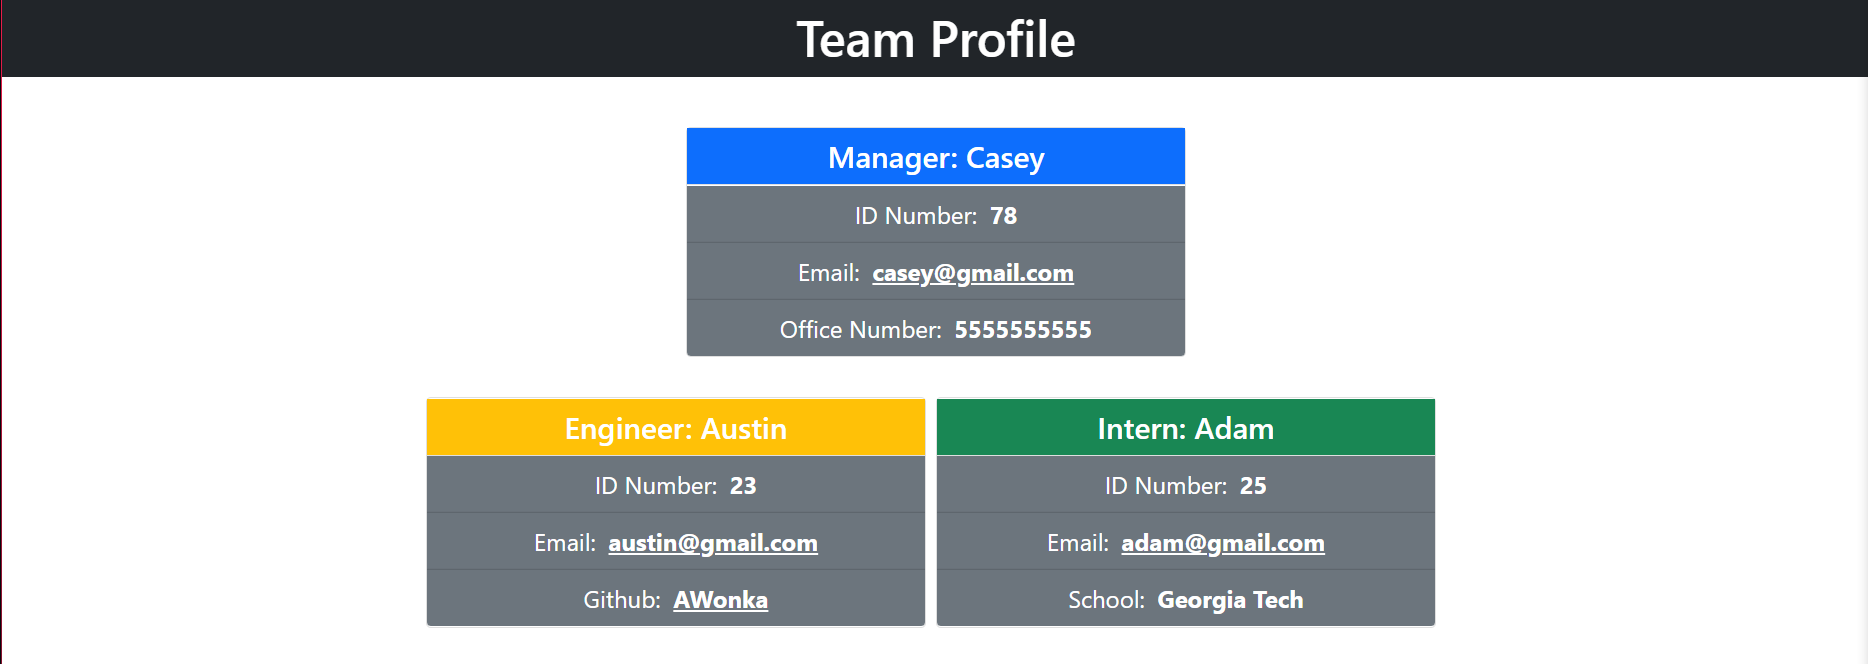 Team Profile
Manager: Casey
ID Number: 78
Email: casey@gmail.com
Office Number: 5555555555
Engineer: Austin
ID Number: 23
Email: austin@gmail.com
Github: AWonka
Intern: Adam
ID Number: 25
Email: adam@gmail.com
School: Georgia Tech